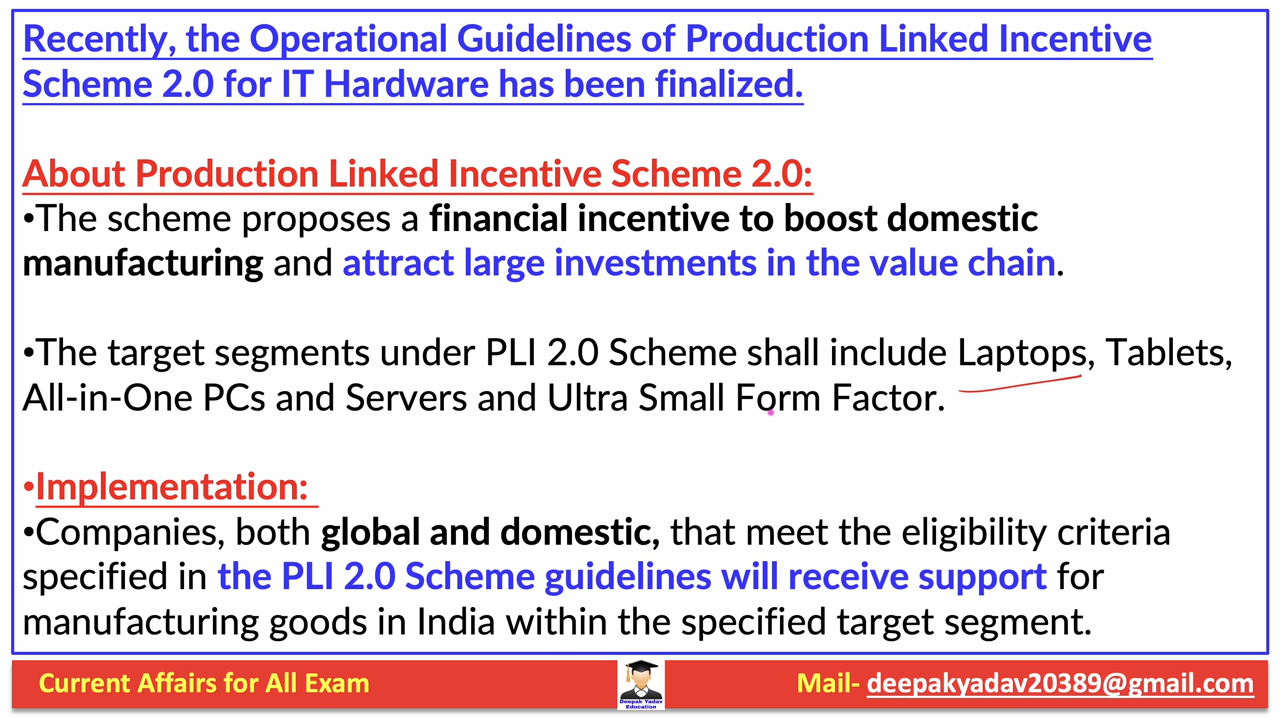 Recently, the Operational Guidelines of Production Linked Incentive
Scheme 2.0 for IT Hardware has been finalized.
About Production Linked Incentive Scheme 2.0:
•The scheme proposes a financial incentive to boost domestic
manufacturing and attract large investments in the value chain.
•The target segments under PLI 2.0 Scheme shall include Laptops, Tablets,
All-in-One PCs and Servers and Ultra Small Form Factor.
•Implementation:
•Companies, both global and domestic, that meet the eligibility criteria
specified in the PLI 2.0 Scheme guidelines will receive support for
manufacturing goods in India within the specified target segment.
Current Affairs for All Exam
Deepak Yadav
Education
Mail- deepakyadav20389@gmail.com